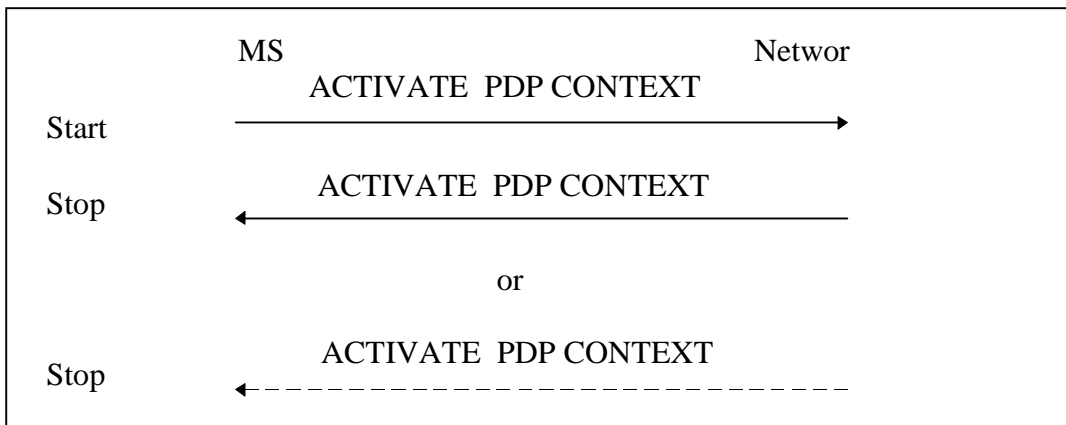 MS Networ
ACTIVATE PDP CONTEXT
Start
ACTIVATE PDP CONTEXT
Stop
or
ACTIVATE PDP CONTEXT
Stop